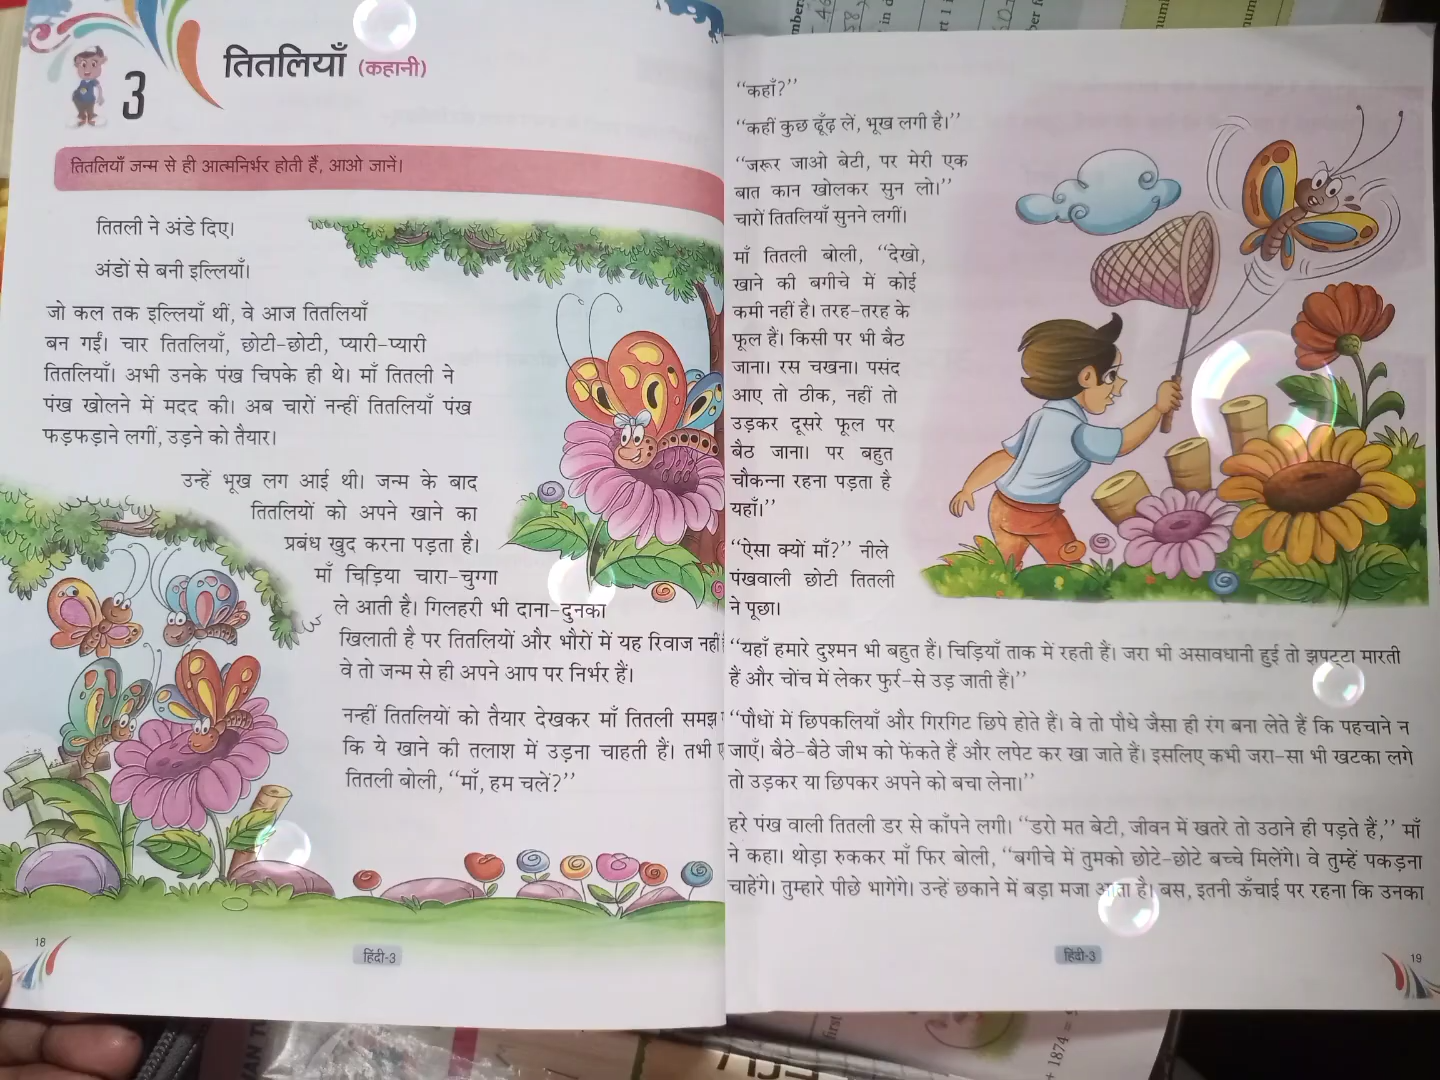 3
तितलियाँ (कहानी)
तितलियाँ जन्म से ही आत्मनिर्भर होती हैं, आओ जानें।
तितली ने अंडे दिए।
अंडों से बनी इल्लियाँ।
जो कल तक इल्लियाँ थीं, वे आज तितलियाँ
बन गईं। चार तितलियाँ, छोटी-छोटी, प्यारी-प्यारी
तितलियाँ। अभी उनके पंख चिपके ही थे। माँ तितली ने
पंख खोलने में मदद की। अब चारों नन्हीं तितलियाँ पंख
फड़फड़ाने लगीं, उड़ने को तैयार।
उन्हें भूख लग आई थी। जन्म के बाद
तितलियों को अपने खाने का
प्रबंध खुद करना पड़ता है।
माँ चिड़िया चारा-चुग्गा
ले आती है। गिलहरी भी दाना-दुनका
खिलाती है पर तितलियों और भौरों में यह रिवाज नहीं
वे तो जन्म से ही अपने आप पर निर्भर हैं।
नन्हीं तितलियों को तैयार देखकर माँ तितली समझ
कि ये खाने की तलाश में उड़ना चाहती हैं। तभी
तितली बोली, “माँ, हम चलें?”
18
हिंदी-3
“कहाँ?”
“कहीं कुछ ढूँढ़ लें, भूख लगी है।”
“जरूर जाओ बेटी, पर मेरी एक
बात कान खोलकर सुन लो।”
चारों तितलियाँ सुनने लगीं।
माँ तितली बोली, “देखो,
खाने की बगीचे में कोई
कमी नहीं है। तरह-तरह के
फूल हैं। किसी पर भी बैठ
जाना। रस चखना। पसंद
आए तो ठीक, नहीं तो
उड़कर दूसरे फूल पर
बैठ जाना। पर बहुत
चौकन्ना रहना पड़ता है
यहाँ।”
“ऐसा क्यों माँ?” नीले
पंखवाली छोटी तितली
ने पूछा।
“यहाँ हमारे दुश्मन भी बहुत हैं। चिड़ियाँ ताक में रहती हैं। जरा भी असावधानी हुई तो झपट्टा मारती
हैं और चोंच में लेकर फुर्र-से उड़ जाती हैं।”
“पौधों में छिपकलियाँ और गिरगिट छिपे होते हैं। वे तो पौधे जैसा ही रंग बना लेते हैं कि पहचाने न
जाएँ। बैठे-बैठे जीभ को फेंकते हैं और लपेट कर खा जाते हैं। इसलिए कभी जरा-सा भी खटका लगे
तो उड़कर या छिपकर अपने को बचा लेना।”
हरे पंख वाली तितली डर से काँपने लगी। “डरो मत बेटी, जीवन में खतरे तो उठाने ही पड़ते हैं,” माँ
ने कहा। थोड़ा रुककर माँ फिर बोली, “बगीचे में तुमको छोटे-छोटे बच्चे मिलेंगे। वे तुम्हें पकड़ना
चाहेंगे। तुम्हारे पीछे भागेंगे। उन्हें छकाने में बड़ा मजा आता है। बस, इतनी ऊँचाई पर रहना कि उनका
हिंदी-3
19